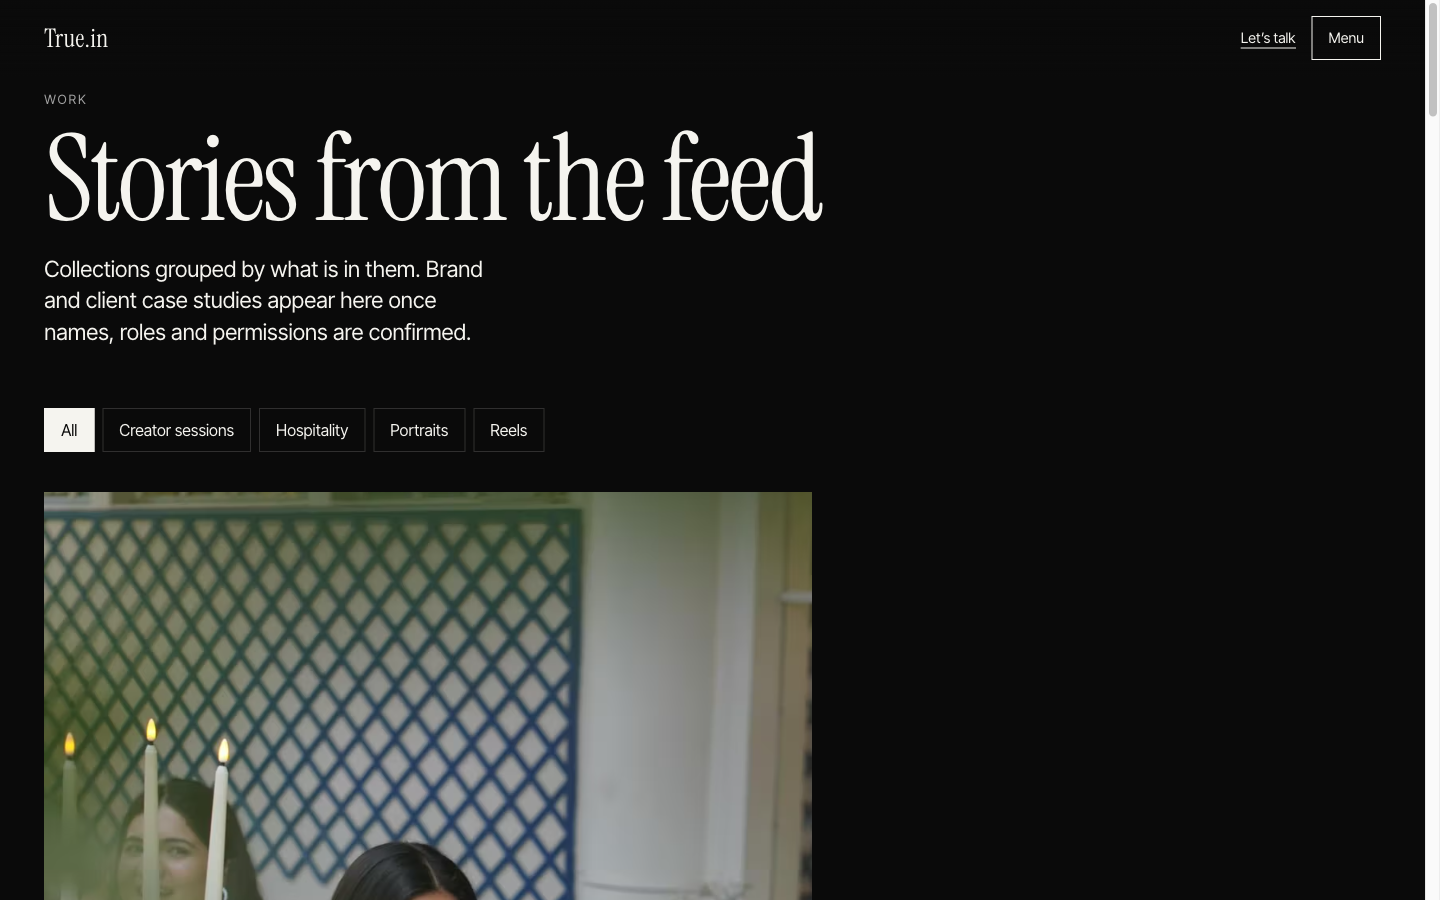 True.in
Let's talk
Menu
WORK
Stories from the feed
Collections grouped by what is in them. Brand
and client case studies appear here once
names, roles and permissions are confirmed.
All
Creator sessions
Hospitality
Portraits
Reels